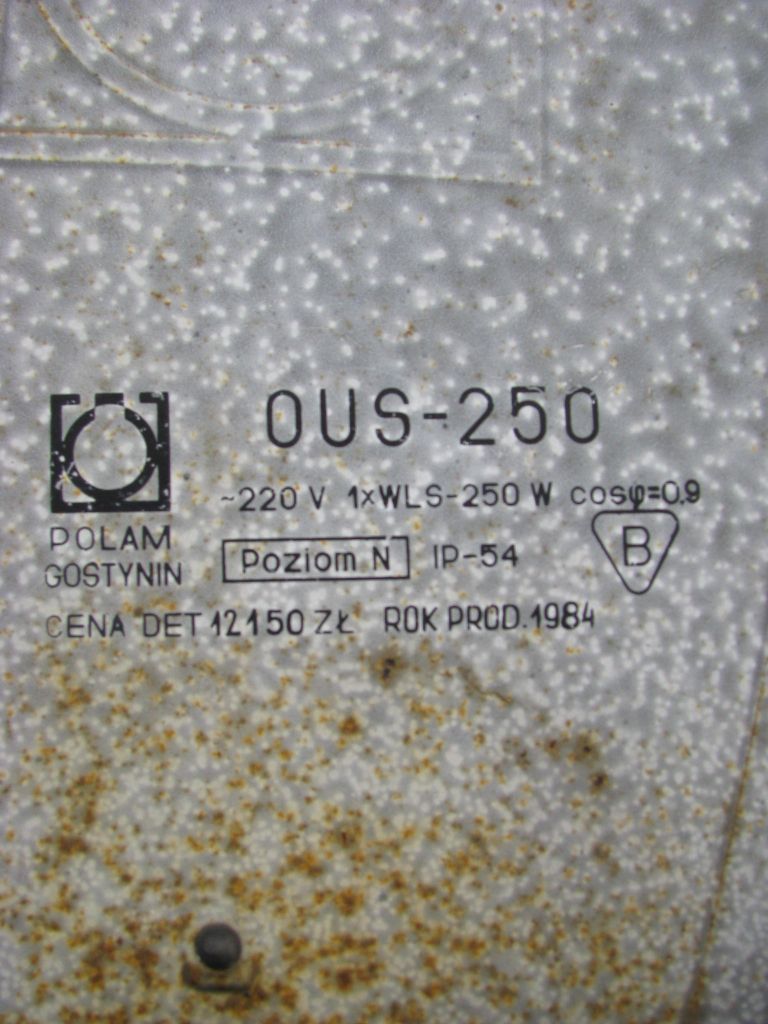 OUS-250
~220 V 1xWLS-250 W cosφ=0.9
POLAM
GOSTYNIN
Poziom N IP-54 B
CENA DET 12150 ZŁ ROK PROD.1984